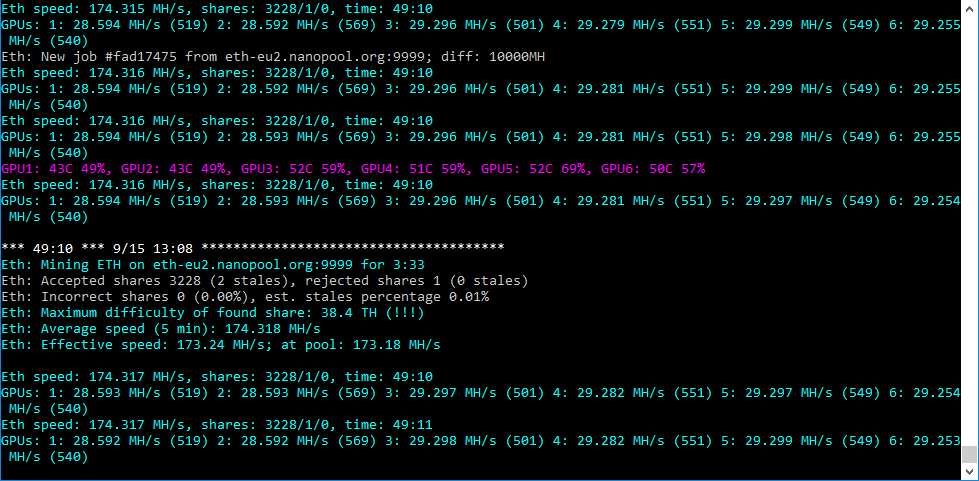 Eth speed: 174.315 MH/s, shares: 3228/1/0, time: 49:10
GPUs: 1: 28.594 MH/s (519) 2: 28.592 MH/s (569) 3: 29.296 MH/s (501) 4: 29.279 MH/s (551) 5: 29.299 MH/s (549) 6: 29.255
MH/s (540)
Eth: New job #fad17475 from eth-eu2.nanopool.org:9999; diff: 10000MH
Eth speed: 174.316 MH/s, shares: 3228/1/0, time: 49:10
GPUs: 1: 28.594 MH/s (519) 2: 28.592 MH/s (569) 3: 29.296 MH/s (501) 4: 29.281 MH/s (551) 5: 29.299 MH/s (549) 6: 29.255
MH/s (540)
Eth speed: 174.316 MH/s, shares: 3228/1/0, time: 49:10
GPUs: 1: 28.594 MH/s (519) 2: 28.593 MH/s (569) 3: 29.296 MH/s (501) 4: 29.281 MH/s (551) 5: 29.298 MH/s (549) 6: 29.255
MH/s (540)
GPU1: 43C 49%, GPU2: 43C 49%, GPU3: 52C 59%, GPU4: 51C 59%, GPU5: 52C 69%, GPU6: 50C 57%
Eth speed: 174.316 MH/s, shares: 3228/1/0, time: 49:10
GPUs: 1: 28.594 MH/s (519) 2: 28.593 MH/s (569) 3: 29.296 MH/s (501) 4: 29.281 MH/s (551) 5: 29.297 MH/s (549) 6: 29.254
MH/s (540)
*** 49:10 *** 9/15 13:08 **************************************
Eth: Mining ETH on eth-eu2.nanopool.org:9999 for 3:33
Eth: Accepted shares 3228 (2 stales), rejected shares 1 (0 stales)
Eth: Incorrect shares 0 (0.00%), est. stales percentage 0.01%
Eth: Maximum difficulty of found share: 38.4 TH (!!!)
Eth: Average speed (5 min): 174.318 MH/s
Eth: Effective speed: 173.24 MH/s; at pool: 173.18 MH/s
Eth speed: 174.317 MH/s, shares: 3228/1/0, time: 49:10
GPUs: 1: 28.593 MH/s (519) 2: 28.593 MH/s (569) 3: 29.297 MH/s (501) 4: 29.282 MH/s (551) 5: 29.297 MH/s (549) 6: 29.254
MH/s (540)
Eth speed: 174.317 MH/s, shares: 3228/1/0, time: 49:11
GPUs: 1: 28.592 MH/s (519) 2: 28.592 MH/s (569) 3: 29.298 MH/s (501) 4: 29.282 MH/s (551) 5: 29.299 MH/s (549) 6: 29.253
MH/s (540)